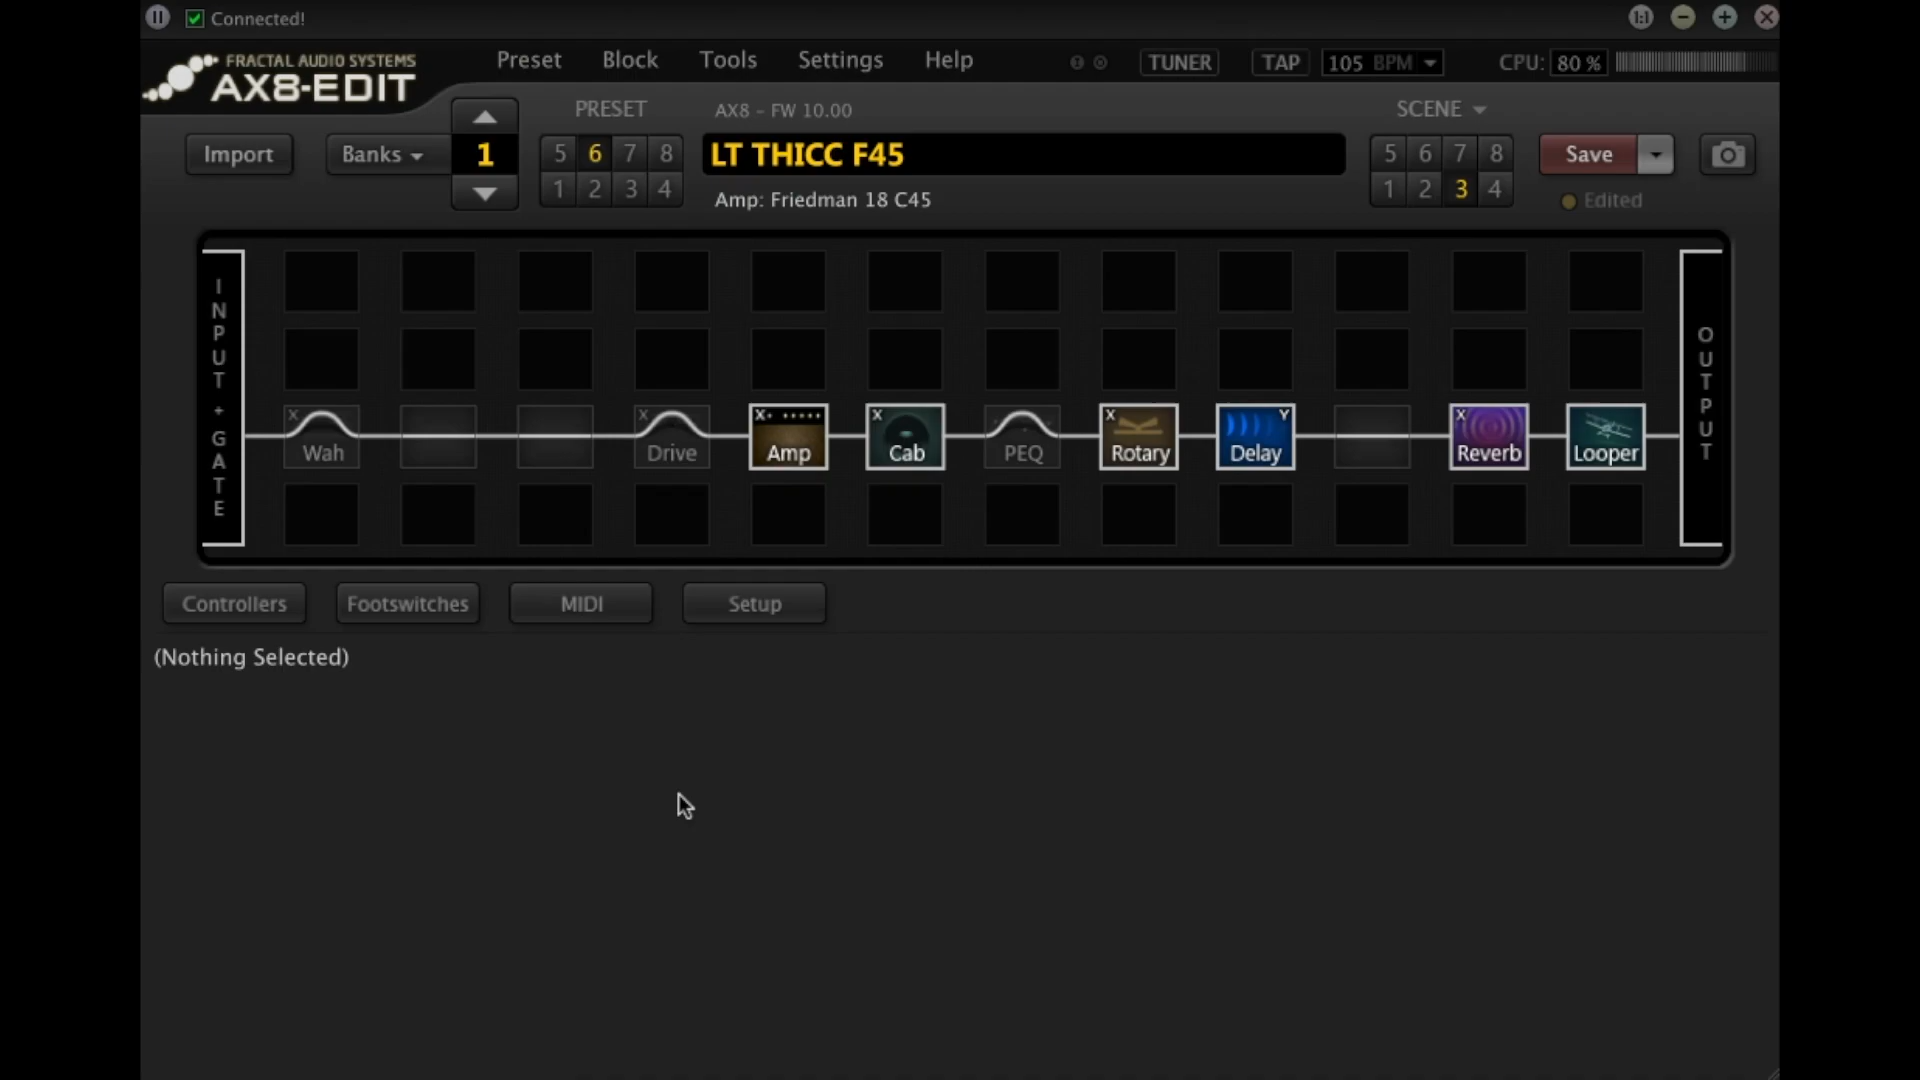 Connected!
1:1
FRACTAL AUDIO SYSTEMS
AX8-EDIT
Preset Block Tools Settings Help
TUNER TAP 105 BPM CPU: 80 %
PRESET AX8 - FW 10.00 SCENE
Import Banks 1
5 6 7 8
1 2 3 4
LT THICC F45
Amp: Friedman 18 C45
5 6 7 8
1 2 3 4
Save
Edited
INPUT + GATE
X Wah
X Drive
X Amp
X Cab
PEQ
X Rotary
Y Delay
X Reverb
Looper
OUTPUT
Controllers Footswitches MIDI Setup
(Nothing Selected)